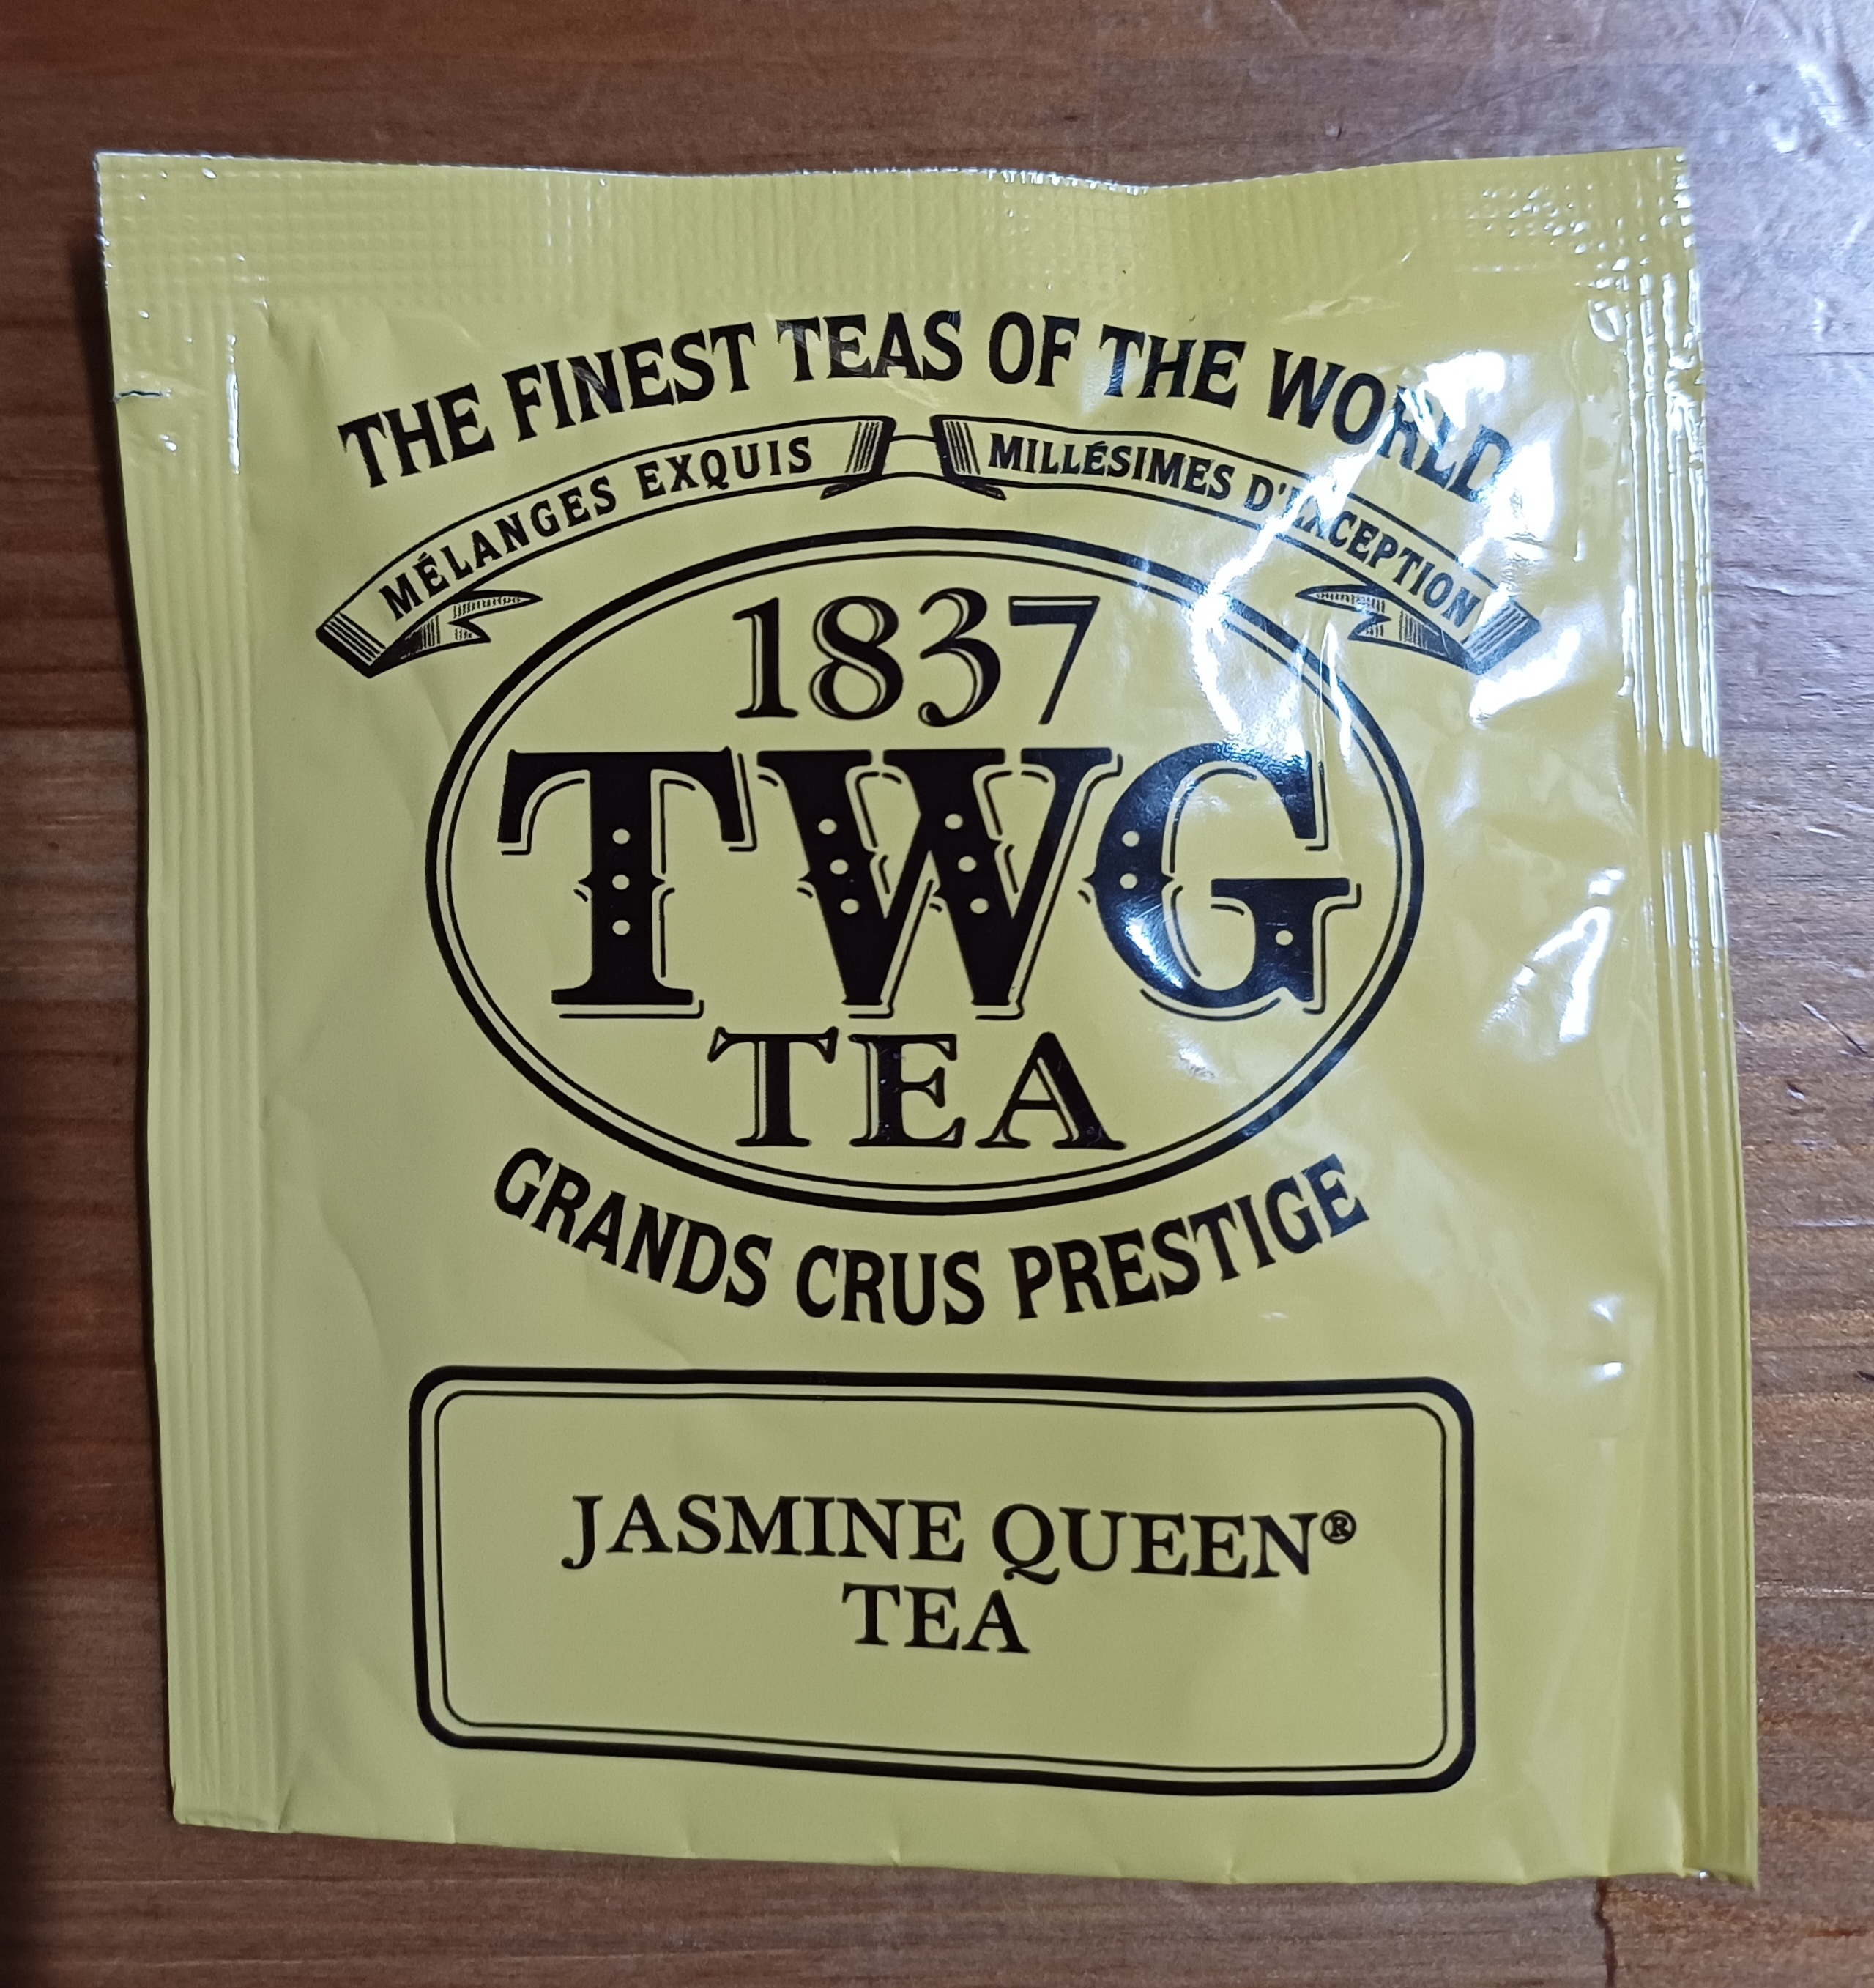 THE FINEST TEAS OF THE WORLD
MÉLANGES EXQUIS MILLÉSIMES D'EXCEPTION
1837
TWG
TEA
GRANDS CRUS PRESTIGE
JASMINE QUEEN®
TEA